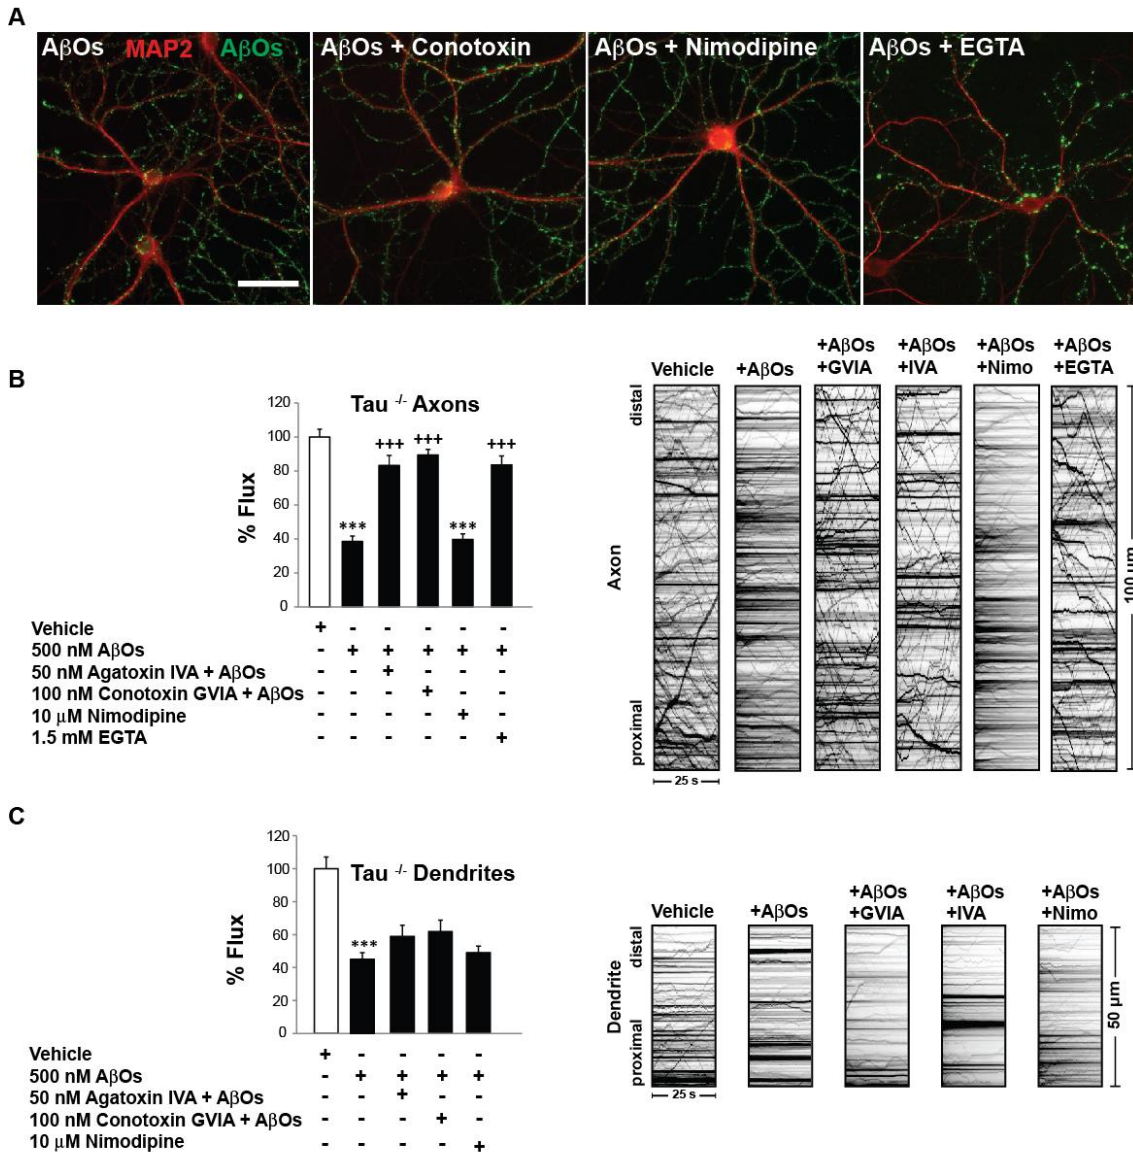 A
AβOs MAP2 AβOs
AβOs + Conotoxin
AβOs + Nimodipine
AβOs + EGTA
B
120
100
80
60
40
20
0
% Flux
Tau -/- Axons
*** +++ +++ *** +++
Vehicle + - - - - -
500 nM AβOs - + + + + +
50 nM Agatoxin IVA + AβOs - - + - - -
100 nM Conotoxin GVIA + AβOs - - - + - -
10 μM Nimodipine - - - - + -
1.5 mM EGTA - - - - - +
Vehicle
+AβOs
+AβOs
+GVIA
+AβOs
+IVA
+AβOs
+Nimo
+AβOs
+EGTA
distal
Axon
proximal
25 s
100 μm
C
120
100
80
60
40
20
0
% Flux
Tau -/- Dendrites
***
Vehicle + - - - -
500 nM AβOs - + + + +
50 nM Agatoxin IVA + AβOs - - + - -
100 nM Conotoxin GVIA + AβOs - - - + -
10 μM Nimodipine - - - - +
Vehicle
+AβOs
+AβOs
+GVIA
+AβOs
+IVA
+AβOs
+Nimo
distal
Dendrite
proximal
25 s
50 μm